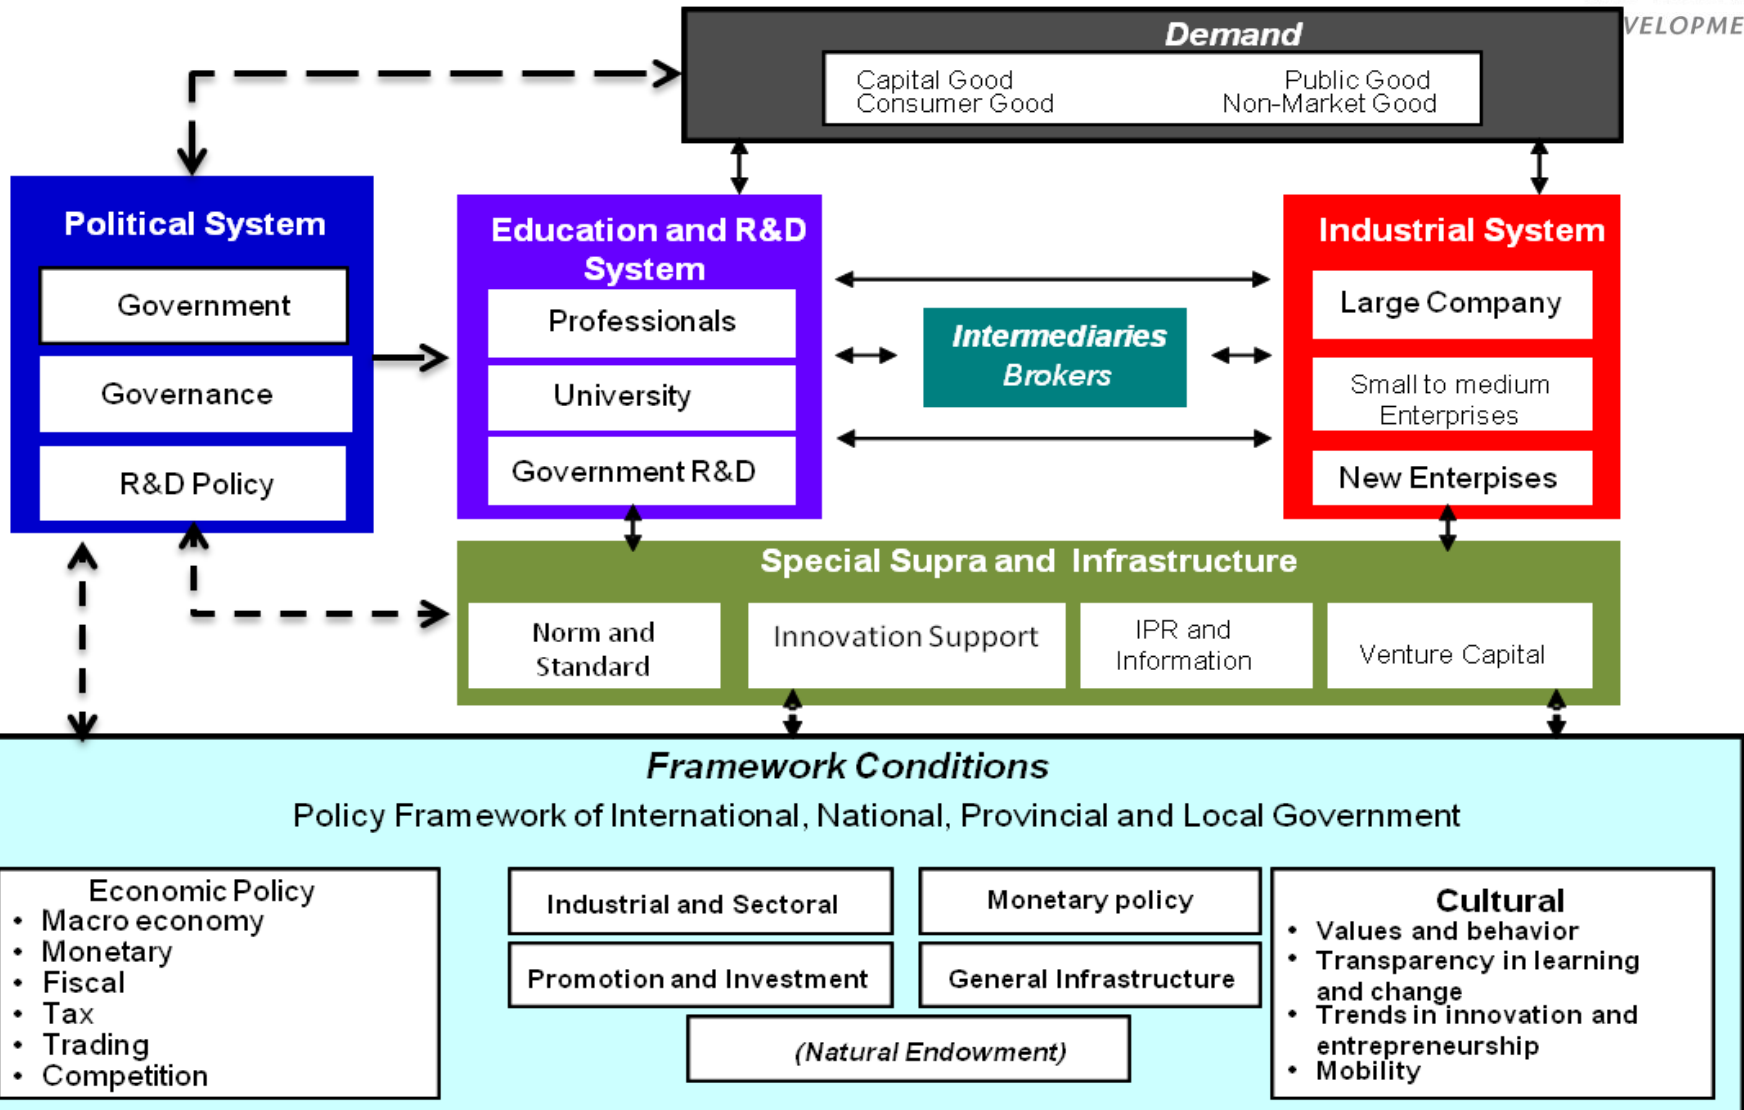 Demand
VELOPME
Capital Good
Public Good
Consumer Good
Non-Market Good
Political System
Government
Governance
R&D Policy
Education and R&D
System
Professionals
University
Government R&D
Intermediaries
Brokers
Industrial System
Large Company
Small to medium
Enterprises
New Enterpises
Special Supra and Infrastructure
Norm and
Standard
Innovation Support
IPR and
Information
Venture Capital
Framework Conditions
Policy Framework of International, National, Provincial and Local Government
Economic Policy
• Macro economy
• Monetary
• Fiscal
• Tax
• Trading
• Competition
Industrial and Sectoral
Monetary policy
Promotion and Investment
General Infrastructure
(Natural Endowment)
Cultural
• Values and behavior
• Transparency in learning
and change
• Trends in innovation and
entrepreneurship
• Mobility